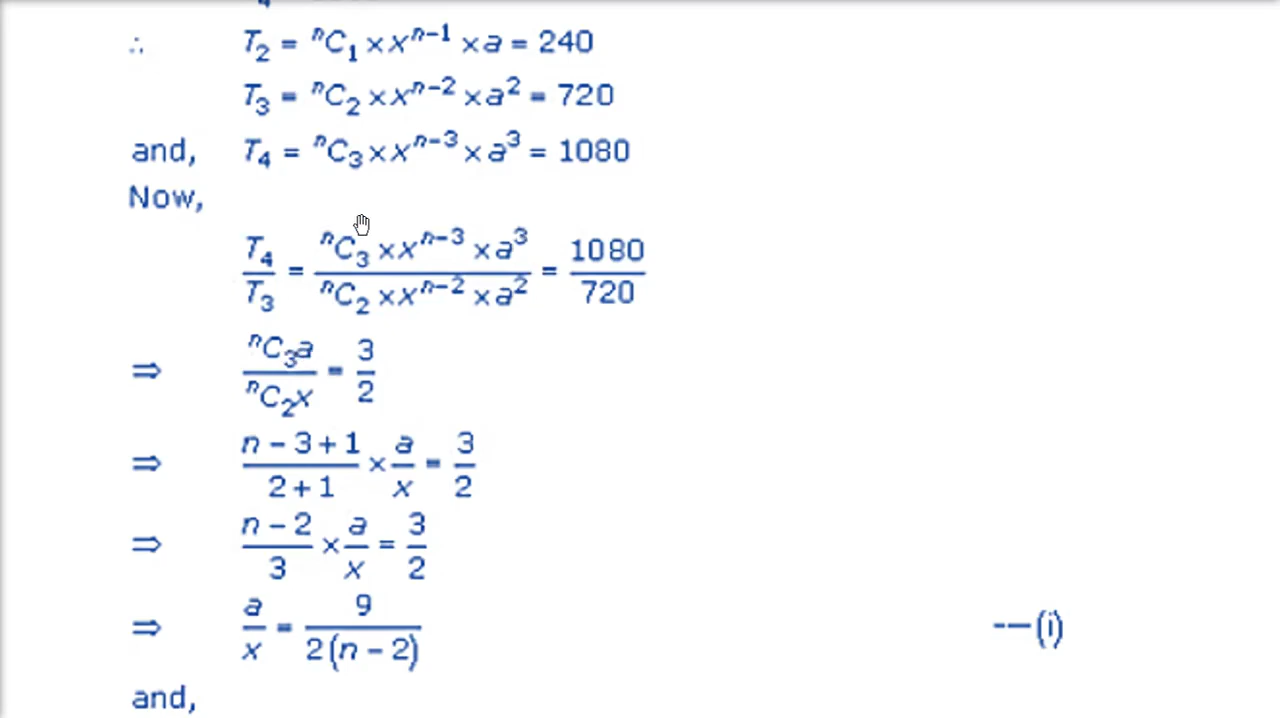 ∴ T₂ = ⁿC₁ × xⁿ⁻¹ × a = 240
T₃ = ⁿC₂ × xⁿ⁻² × a² = 720
and, T₄ = ⁿC₃ × xⁿ⁻³ × a³ = 1080
Now,
T₄/T₃ = (ⁿC₃ × xⁿ⁻³ × a³)/(ⁿC₂ × xⁿ⁻² × a²) = 1080/720
⇒ ⁿC₃a/ⁿC₂x = 3/2
⇒ (n – 3 + 1)/(2 + 1) × a/x = 3/2
⇒ (n – 2)/3 × a/x = 3/2
⇒ a/x = 9/(2(n – 2)) --–(i)
and,